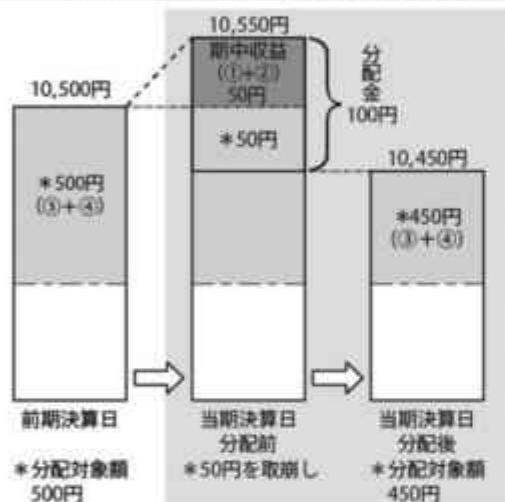 10,500円
＊500円
(③+④)
前期決算日
＊分配対象額
500円
10,550円
期中収益
(①+②)
50円
＊50円
分配金
100円
当期決算日
分配前
＊50円を取崩し
10,450円
＊450円
(③+④)
当期決算日
分配後
＊分配対象額
450円